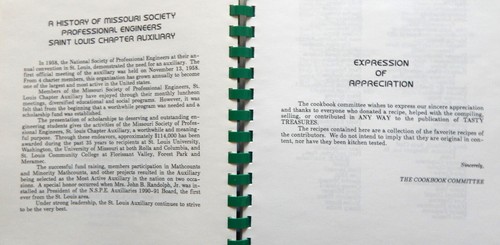 A HISTORY OF MISSOURI SOCIETY
PROFESSIONAL ENGINEERS
SAINT LOUIS CHAPTER AUXILIARY
In 1958, the National Society of Professional Engineers at their an-
nual convention in St. Louis, demonstrated the need for an auxiliary. The
first official meeting of the auxiliary was held on November 13, 1958.
From 4 charter members, this organization has grown annually to become
one of the largest and most active in the United States.
Members of the Missouri Society of Professional Engineers, St.
Louis Chapter Auxiliary have enjoyed through their monthly luncheon
meetings, diversified educational and social programs. However, it was
felt that from the beginning that a worthwhile program was needed and a
scholarship fund was established.
The presentation of scholarships to deserving and outstanding en-
gineering students gives the activities of the Missouri Society of Profes-
sional Engineers, St. Louis Chapter Auxiliary, a worthwhile and meaning-
ful purpose. Through these endeavors, approximately $114,000 has been
awarded during the past 35 years to recipients at St. Louis University,
Washington, the University of Missouri at both Rolla and Columbia, and
St. Louis Community College at Florissant Valley, Forest Park and
Meramec.
The successful fund raising, members participation in Mathcounts
and Minority Mathcounts, and other projects resulted in the Auxiliary
being selected as the Most Active Auxiliary in the nation on two occa-
sions. A special honor occurred when Mrs. John B. Randolph, Jr. was in-
stalled as President of the N.S.P.E. Auxiliaries 1990-91 Board, the first
ever from the St. Louis area.
Under strong leadership, the St. Louis Auxiliary continues to strive
to be the very best.
EXPRESSION
OF
APPRECIATION
The cookbook committee wishes to express our sincere appreciation
and thanks to everyone who donated a recipe, helped with the compiling,
selling, or contributed in ANY WAY to the publication of TASTY
TREASURES.
The recipes contained here are a collection of the favorite recipes of
the contributors. We do not intend to imply that they are original in con-
tent, nor have they been kitchen tested.
Sincerely,
THE COOKBOOK COMMITTEE